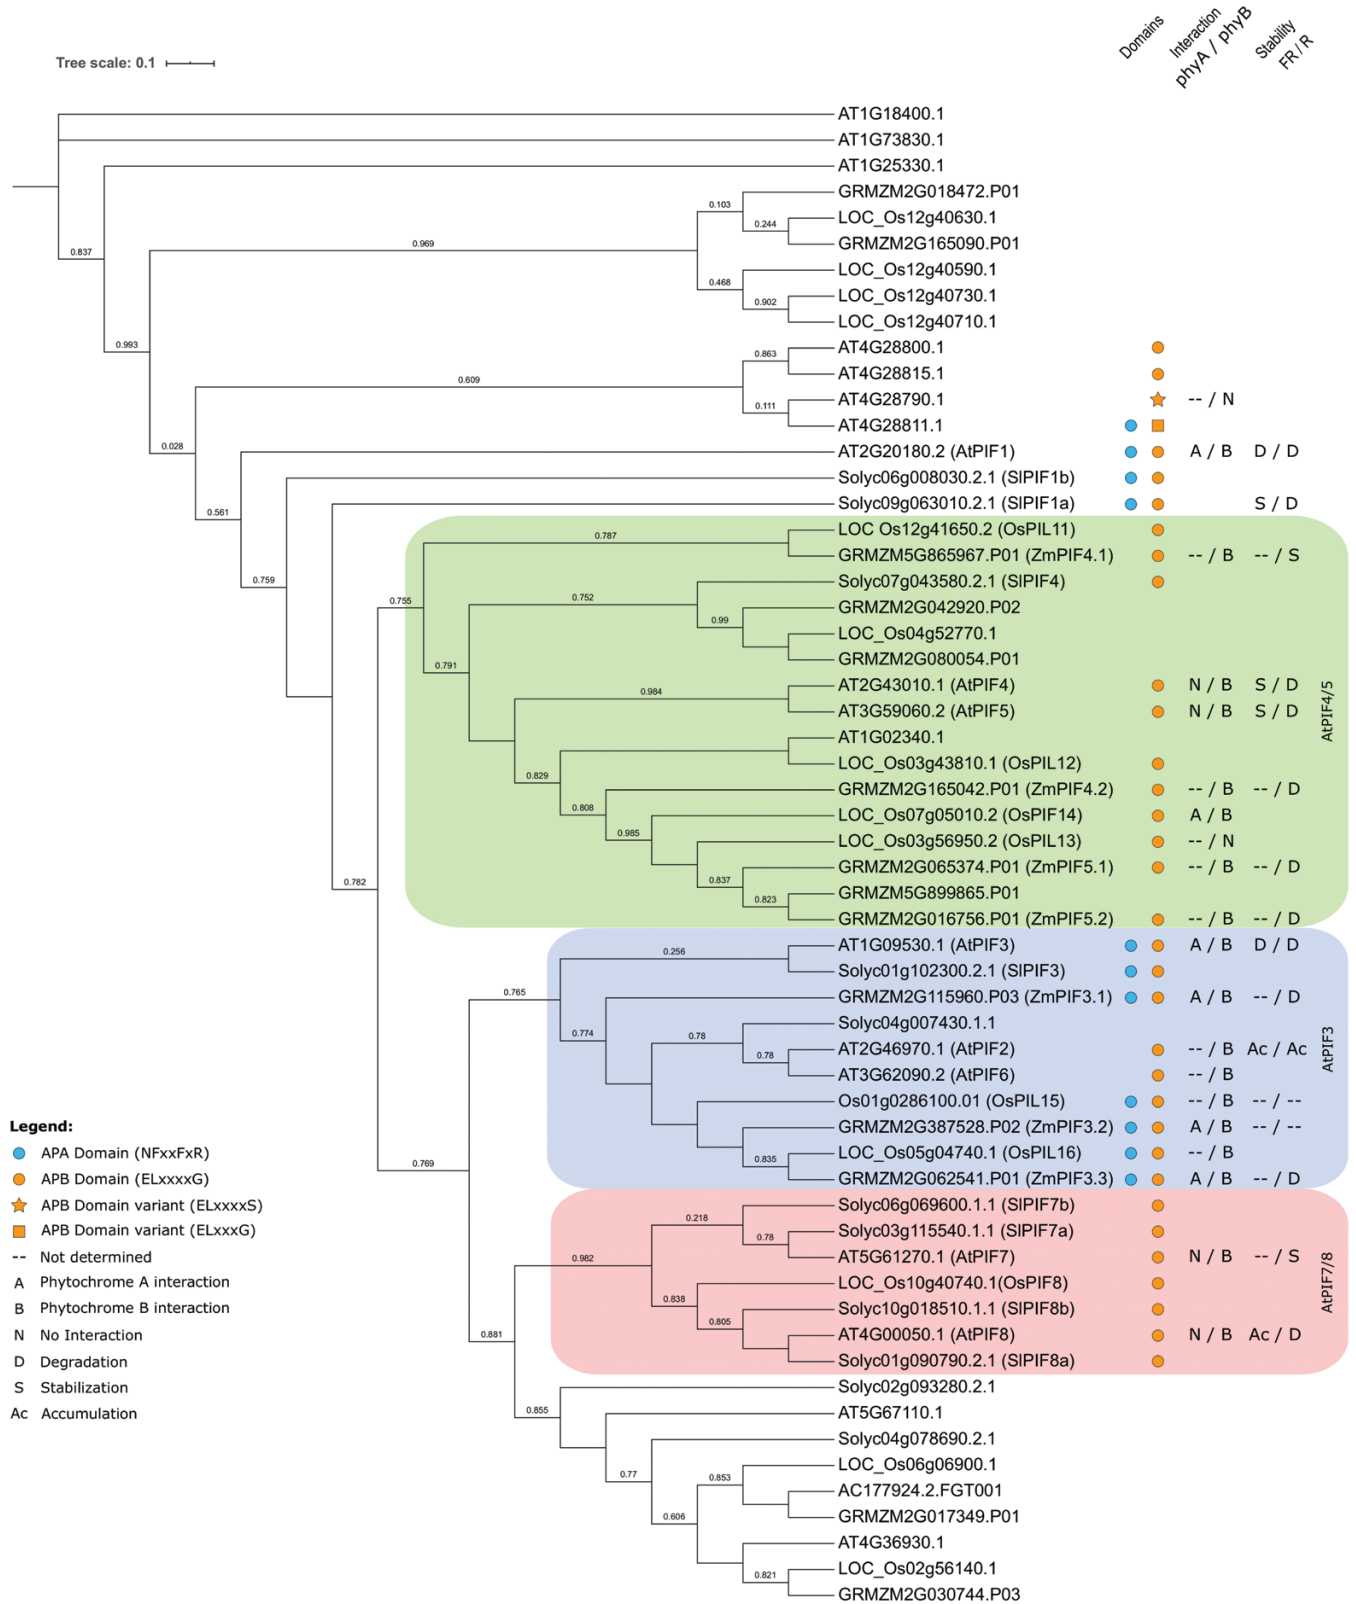 Domains
Interaction
phyA / phyB
Stability
FR / R
Tree scale: 0.1
AT1G18400.1
AT1G73830.1
AT1G25330.1
GRMZM2G018472.P01
0.103
LOC_Os12g40630.1
0.244
GRMZM2G165090.P01
0.969
0.837
LOC_Os12g40590.1
0.468
LOC_Os12g40730.1
0.902
LOC_Os12g40710.1
0.993
AT4G28800.1
0.863
AT4G28815.1
0.609
AT4G28790.1 -- / N
0.111
AT4G28811.1
0.028
AT2G20180.2 (AtPIF1) A / B D / D
Solyc06g008030.2.1 (SlPIF1b)
Solyc09g063010.2.1 (SlPIF1a) S / D
0.561
LOC Os12g41650.2 (OsPIL11)
0.787
GRMZM5G865967.P01 (ZmPIF4.1) -- / B -- / S
0.759
Solyc07g043580.2.1 (SlPIF4)
0.755
0.752
GRMZM2G042920.P02
0.99
LOC_Os04g52770.1
GRMZM2G080054.P01
0.791
AT2G43010.1 (AtPIF4) N / B S / D
0.984
AT3G59060.2 (AtPIF5) N / B S / D
AtPIF4/5
AT1G02340.1
LOC_Os03g43810.1 (OsPIL12)
0.829
GRMZM2G165042.P01 (ZmPIF4.2) -- / B -- / D
0.808
LOC_Os07g05010.2 (OsPIF14) A / B
0.985
LOC_Os03g56950.2 (OsPIL13) -- / N
GRMZM2G065374.P01 (ZmPIF5.1) -- / B -- / D
0.837
0.782
GRMZM5G899865.P01
0.823
GRMZM2G016756.P01 (ZmPIF5.2) -- / B -- / D
AT1G09530.1 (AtPIF3) A / B D / D
0.256
Solyc01g102300.2.1 (SlPIF3)
0.765
GRMZM2G115960.P03 (ZmPIF3.1) A / B -- / D
Solyc04g007430.1.1
0.774
0.78
AT2G46970.1 (AtPIF2) -- / B Ac / Ac
0.78
AtPIF3
AT3G62090.2 (AtPIF6) -- / B
Os01g0286100.01 (OsPIL15) -- / B -- / --
GRMZM2G387528.P02 (ZmPIF3.2) A / B -- / --
LOC_Os05g04740.1 (OsPIL16) -- / B
0.835
0.769
GRMZM2G062541.P01 (ZmPIF3.3) A / B -- / D
Solyc06g069600.1.1 (SlPIF7b)
0.218
Solyc03g115540.1.1 (SlPIF7a)
0.78
AT5G61270.1 (AtPIF7) N / B -- / S
0.982
AtPIF7/8
LOC_Os10g40740.1(OsPIF8)
0.838
Solyc10g018510.1.1 (SlPIF8b)
0.805
AT4G00050.1 (AtPIF8) N / B Ac / D
0.881
Solyc01g090790.2.1 (SlPIF8a)
Solyc02g093280.2.1
0.855
AT5G67110.1
Solyc04g078690.2.1
LOC_Os06g06900.1
0.77
0.853
AC177924.2.FGT001
GRMZM2G017349.P01
0.606
AT4G36930.1
LOC_Os02g56140.1
0.821
GRMZM2G030744.P03
Legend:
APA Domain (NFxxFxR)
APB Domain (ELxxxxG)
APB Domain variant (ELxxxxS)
APB Domain variant (ELxxxG)
-- Not determined
A Phytochrome A interaction
B Phytochrome B interaction
N No Interaction
D Degradation
S Stabilization
Ac Accumulation